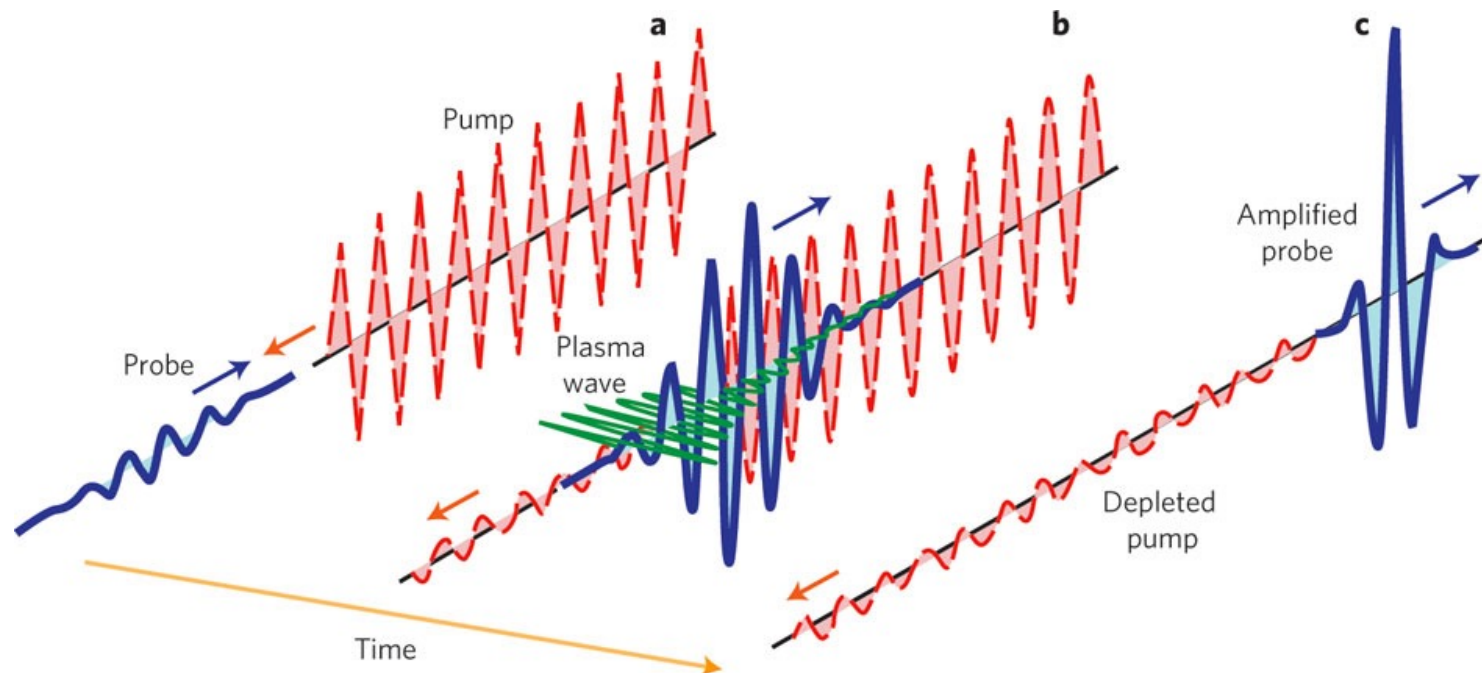 a
b
c
Pump
Probe
Plasma
wave
Amplified
probe
Depleted
pump
Time